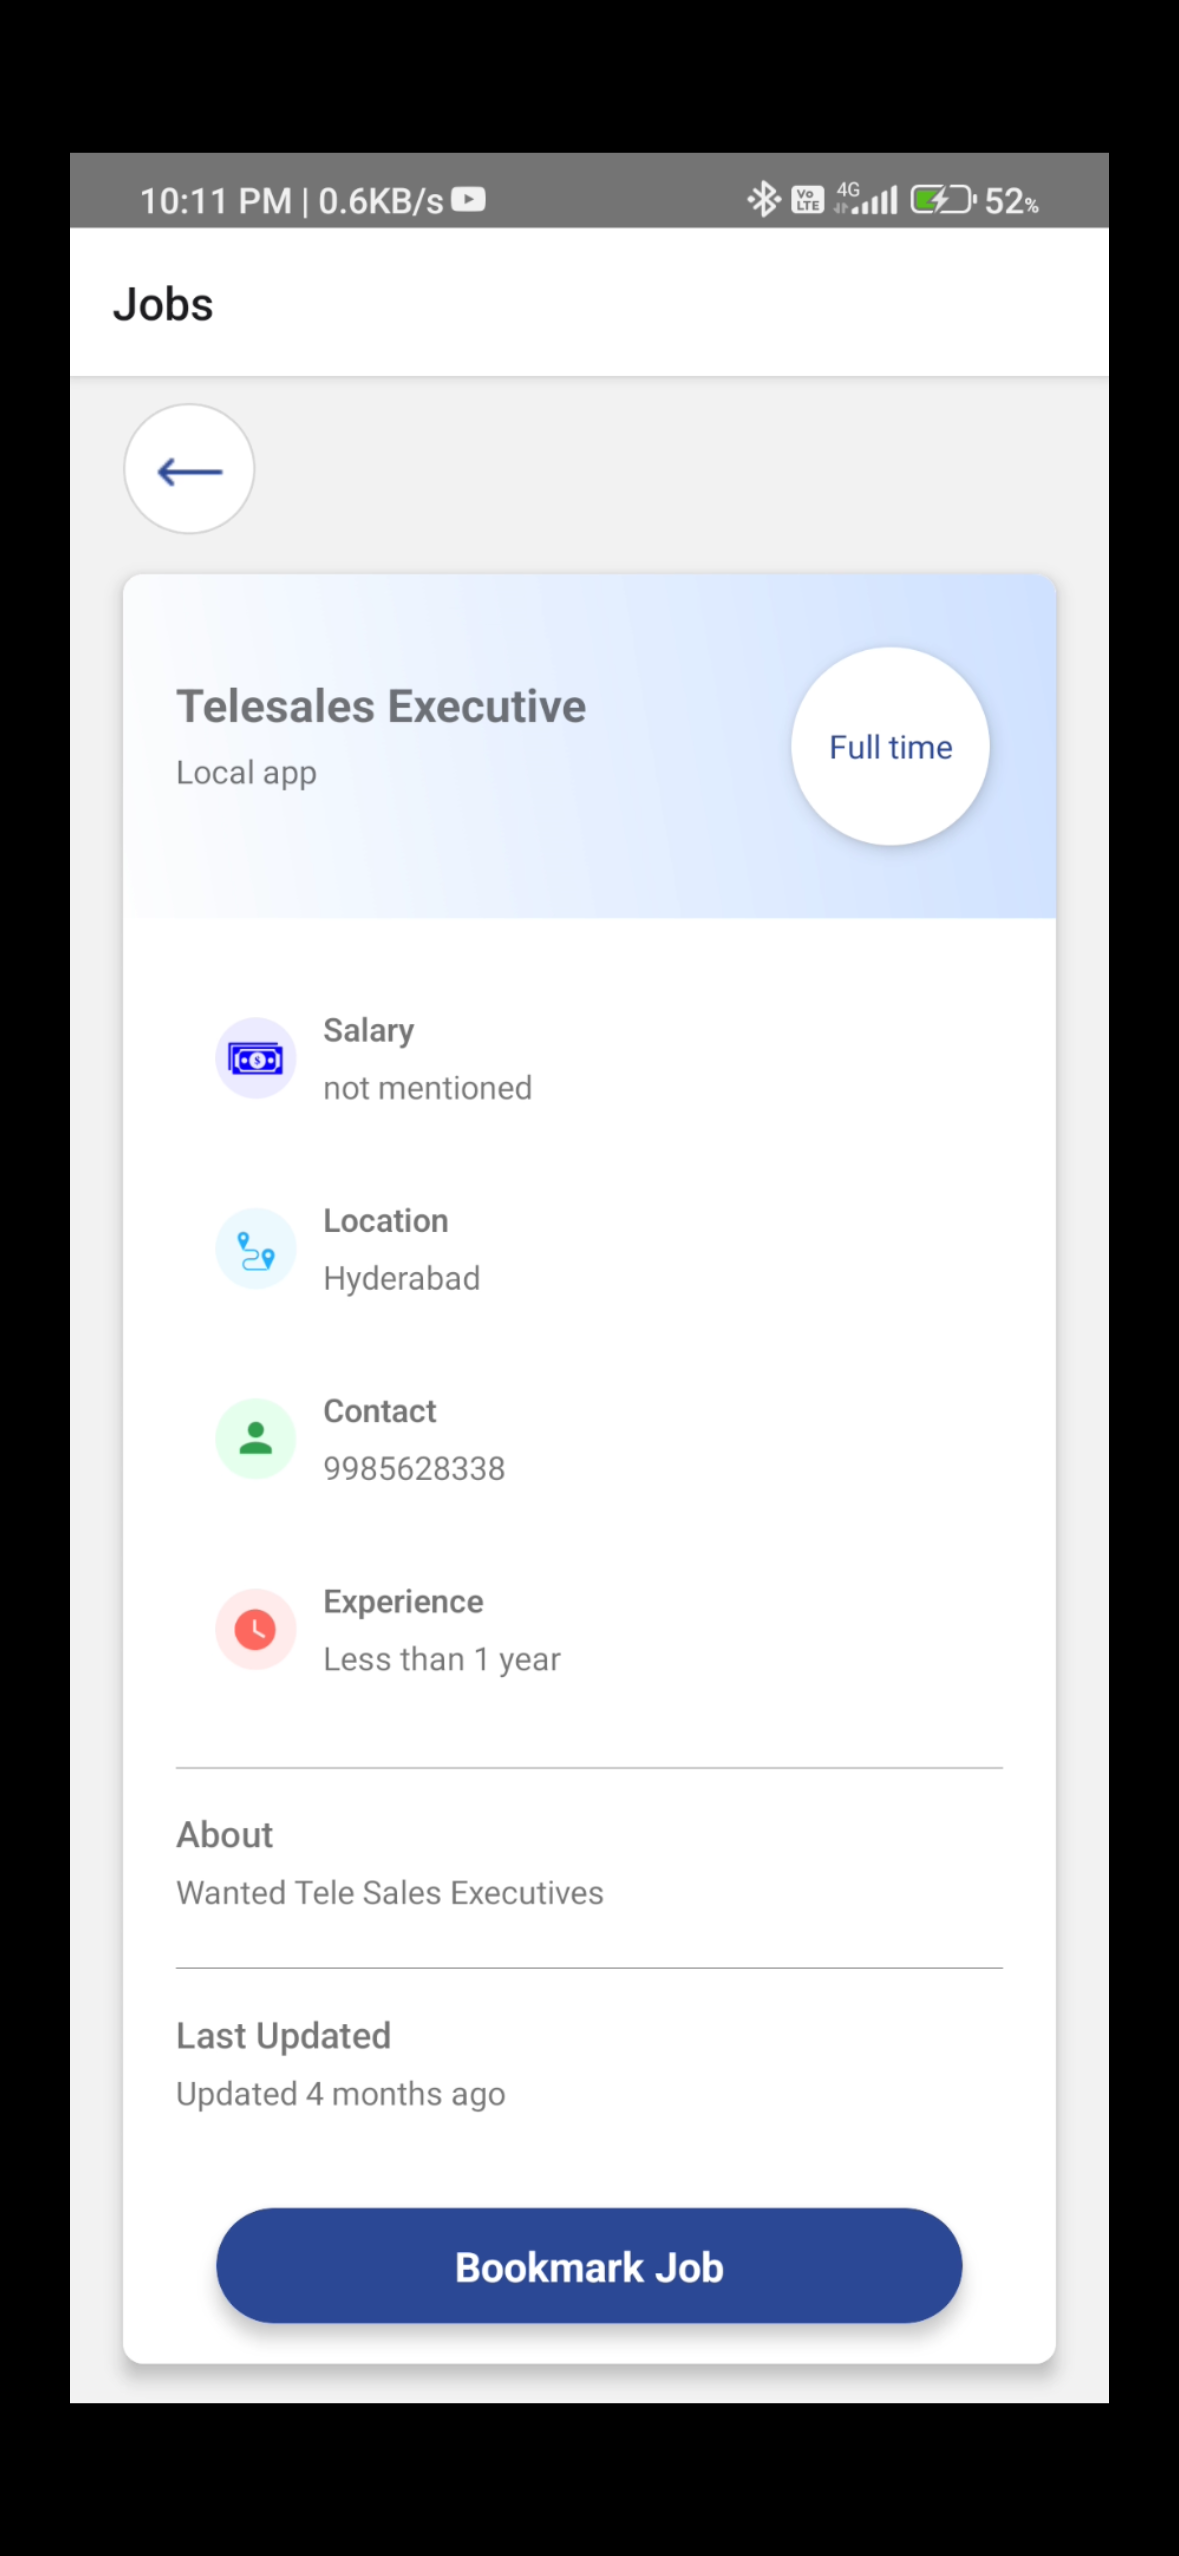 10:11 PM | 0.6KB/s
Vo LTE 4G 52%
Jobs
Telesales Executive
Local app
Full time
Salary
not mentioned
Location
Hyderabad
Contact
9985628338
Experience
Less than 1 year
About
Wanted Tele Sales Executives
Last Updated
Updated 4 months ago
Bookmark Job